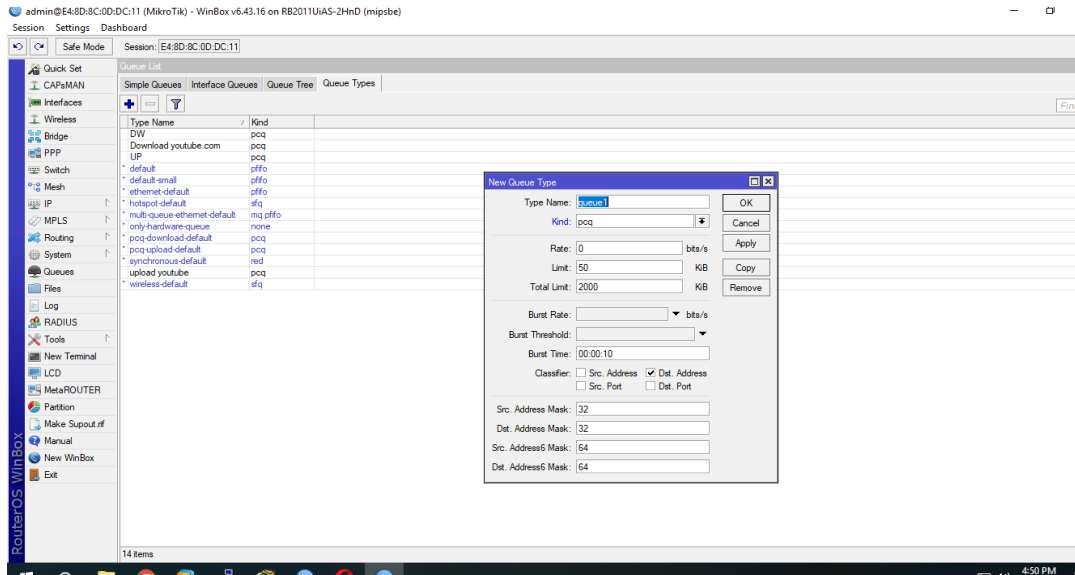 admin@E4:8D:8C:0D:DC:11 (MikroTik) - WinBox v6.43.16 on RB2011UiAS-2HnD (mipsbe)
Session Settings Dashboard
Safe Mode Session: E4:8D:8C:0D:DC:11
Quick Set
CAPsMAN
Interfaces
Wireless
Bridge
PPP
Switch
Mesh
IP
MPLS
Routing
System
Queues
Files
Log
RADIUS
Tools
New Terminal
LCD
MetaROUTER
Partition
Make Supout.rif
Manual
New WinBox
Exit
RouterOS WinBox
Queue List
Simple Queues Interface Queues Queue Tree Queue Types
Fin
Type Name / Kind
DW pcq
Download youtube.com pcq
UP pcq
* default pfifo
* default-small pfifo
* ethernet-default pfifo
* hotspot-default sfq
* multi-queue-ethernet-default mq pfifo
* only-hardware-queue none
* pcq-download-default pcq
* pcq-upload-default pcq
* synchronous-default red
upload youtube pcq
* wireless-default sfq
14 items
New Queue Type
Type Name: queue1
Kind: pcq
Rate: 0 bits/s
Limit: 50 KiB
Total Limit: 2000 KiB
Burst Rate: bits/s
Burst Threshold:
Burst Time: 00:00:10
Classifier: Src. Address Dst. Address
Src. Port Dst. Port
Src. Address Mask: 32
Dst. Address Mask: 32
Src. Address6 Mask: 64
Dst. Address6 Mask: 64
OK
Cancel
Apply
Copy
Remove
4:50 PM